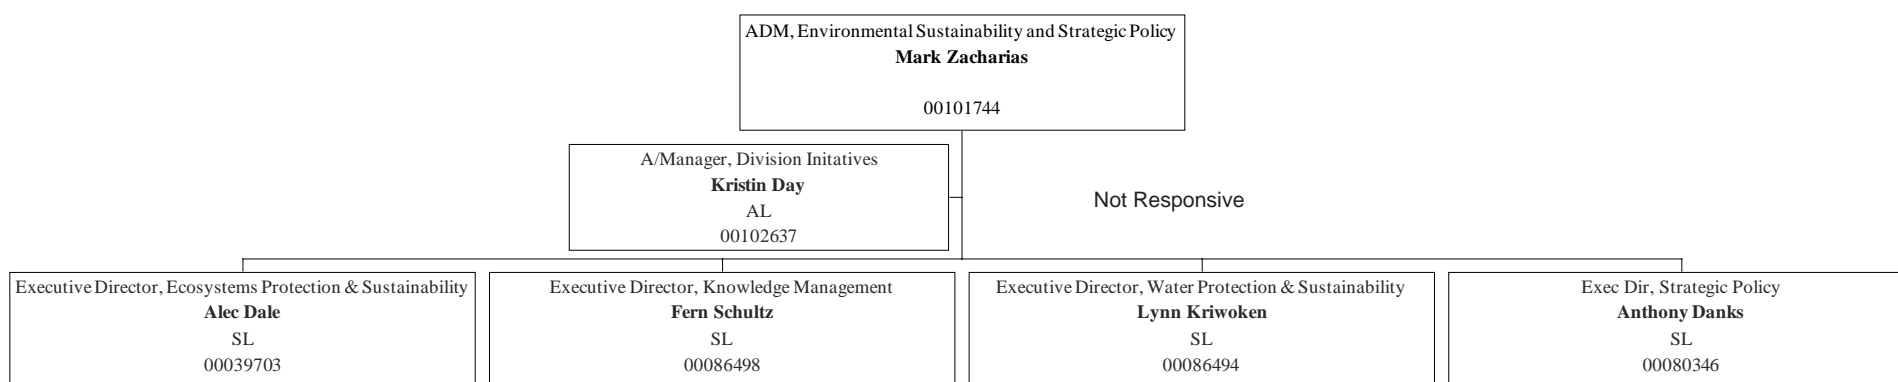 ADM, Environmental Sustainability and Strategic Policy
Mark Zacharias
00101744
A/Manager, Division Initatives
Kristin Day
AL
00102637
Not Responsive
Executive Director, Ecosystems Protection & Sustainability
Alec Dale
SL
00039703
Executive Director, Knowledge Management
Fern Schultz
SL
00086498
Executive Director, Water Protection & Sustainability
Lynn Kriwoken
SL
00086494
Exec Dir, Strategic Policy
Anthony Danks
SL
00080346